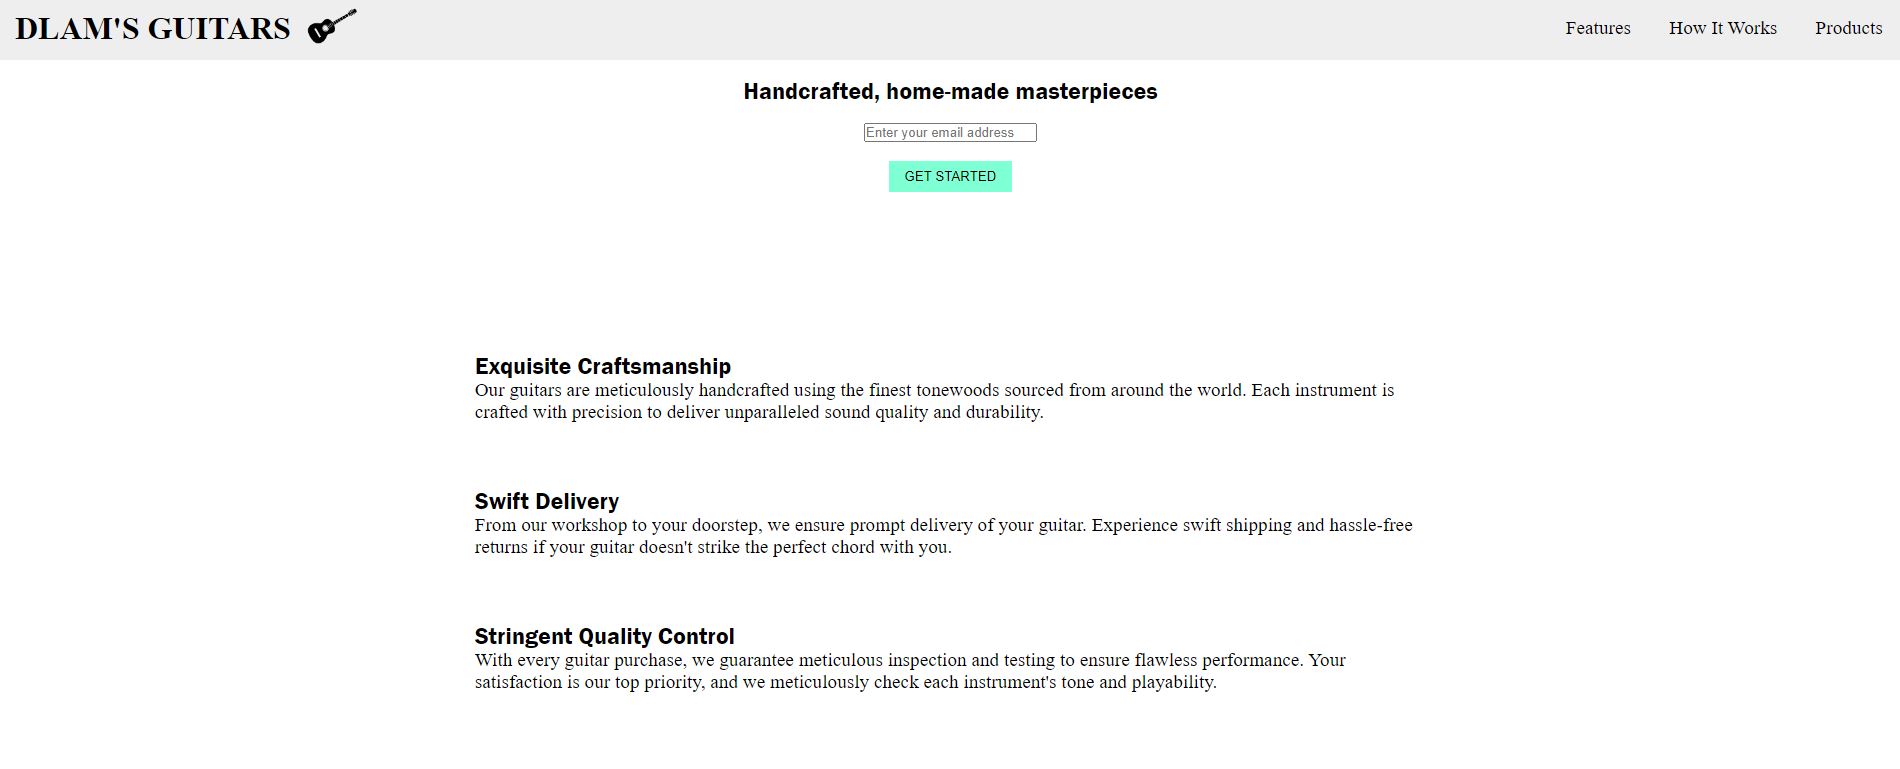 DLAM'S GUITARS
Features
How It Works
Products
Handcrafted, home-made masterpieces
Enter your email address
GET STARTED
Exquisite Craftsmanship
Our guitars are meticulously handcrafted using the finest tonewoods sourced from around the world. Each instrument is
crafted with precision to deliver unparalleled sound quality and durability.
Swift Delivery
From our workshop to your doorstep, we ensure prompt delivery of your guitar. Experience swift shipping and hassle-free
returns if your guitar doesn't strike the perfect chord with you.
Stringent Quality Control
With every guitar purchase, we guarantee meticulous inspection and testing to ensure flawless performance. Your
satisfaction is our top priority, and we meticulously check each instrument's tone and playability.